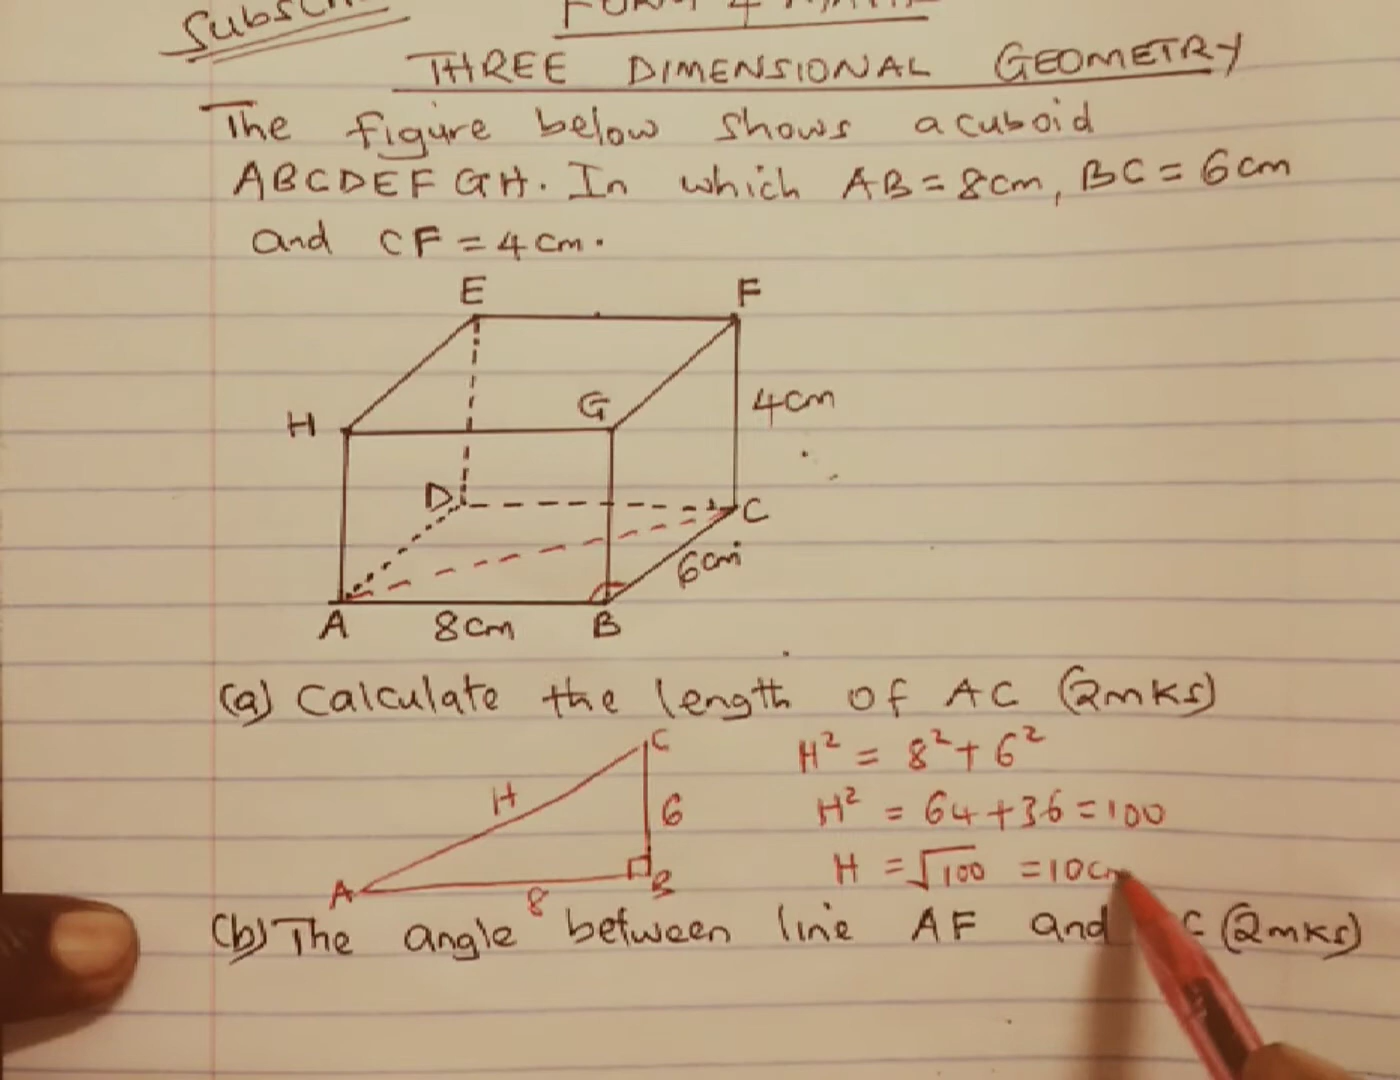 THREE DIMENSIONAL GEOMETRY
The figure below shows a cuboid
ABCDEFGH. In which AB = 8cm, BC = 6cm
and CF = 4cm.
E F
H G 4cm
D C
6cm
A 8cm B
(a) Calculate the length of AC (2mks)
C H² = 8² + 6²
H 6 H² = 64 + 36 = 100
A 8 B H = √100 = 10cm
(b) The angle between line AF and (2mks)